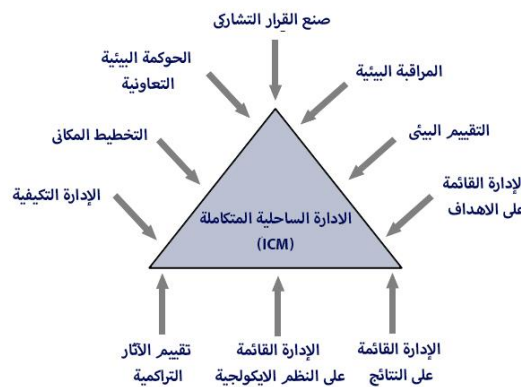 صنع القرار التشاركى
الحوكمة البيئية
التعاونية
المراقبة البيئية
التخطيط المكانى
التقييم البيئى
الإدارة التكيفية
الإدارة القائمة
على الاهداف
الادارة الساحلية المتكاملة
(ICM)
تقييم الآثار
التراكمية
الإدارة القائمة
على النظم الايكولوجية
الإدارة القائمة
على النتائج